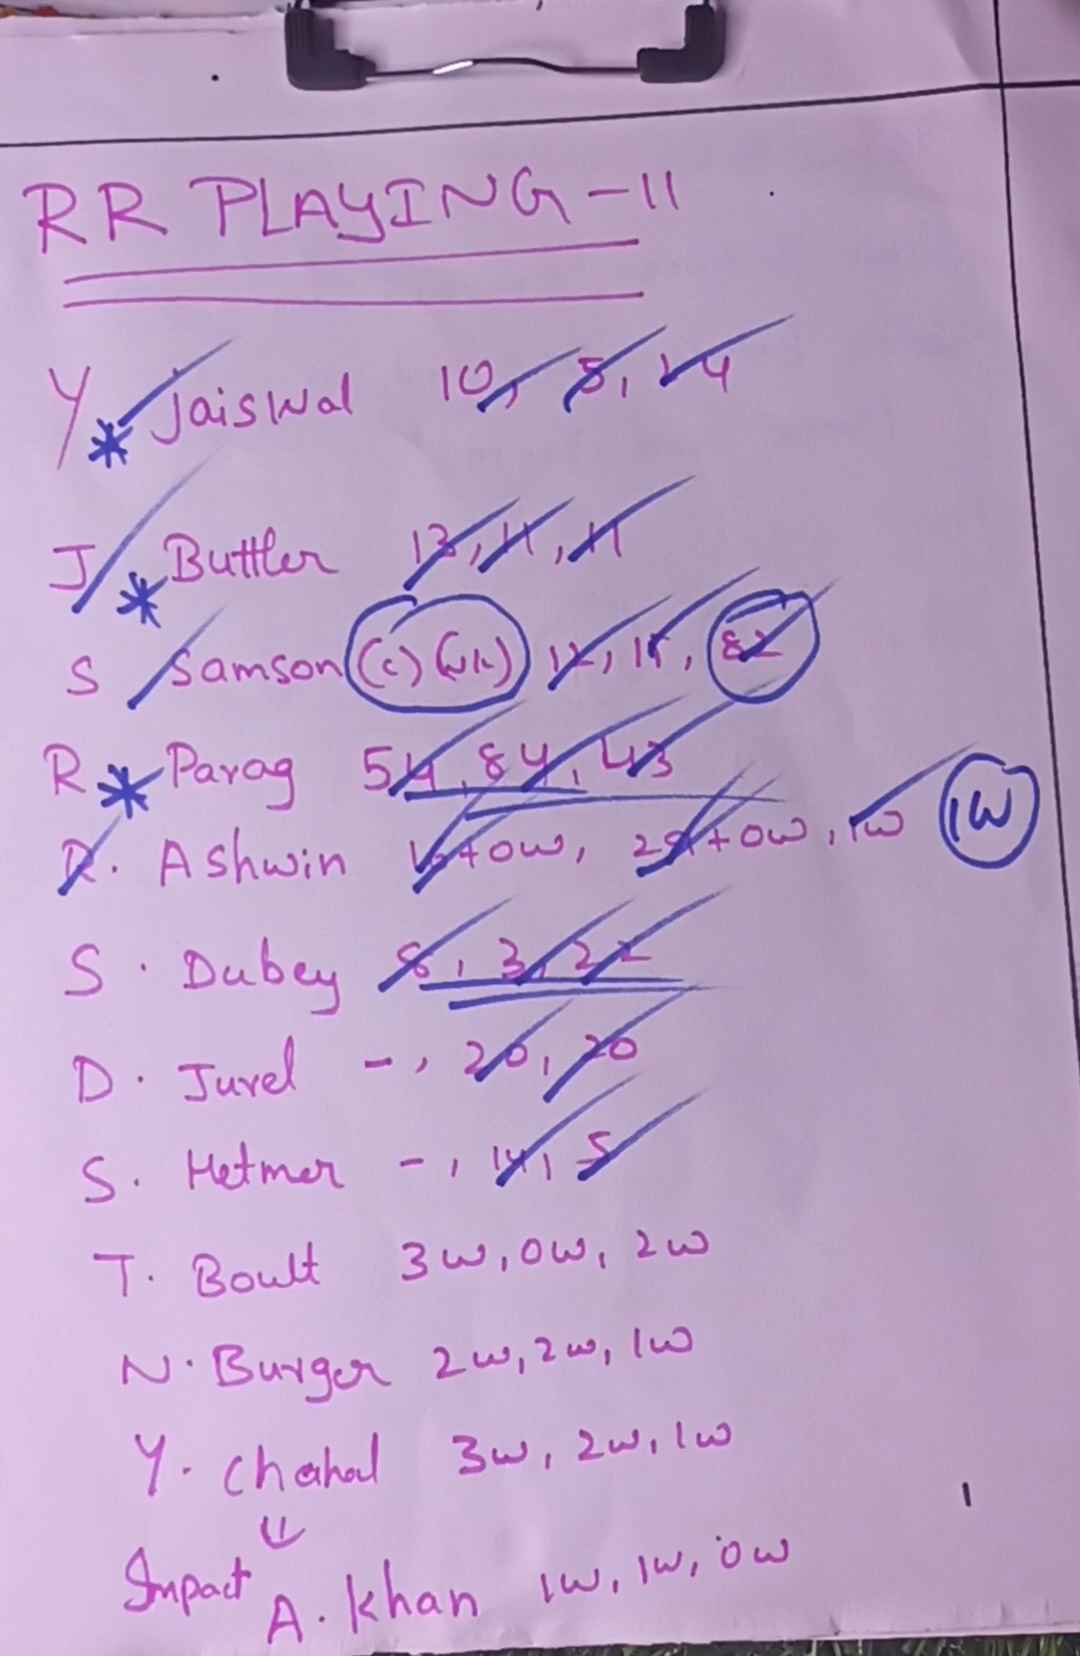 RR PLAYING-11
Y Jaiswal 10, 5, 24
J Buttler 13, 11, 11
S Samson (c) (wk) 12, 15, 82
R Parag 54, 84, 43
R. Ashwin +0w, 29+0w, 1w 1W
S. Dubey 8, 3, 22
D. Jurel -, 20, 20
S. Hetmer -, 14, 5
T. Boult 3w, 0w, 2w
N. Burger 2w, 2w, 1w
Y. Chahal 3w, 2w, 1w
Impact A. Khan 1w, 1w, 0w